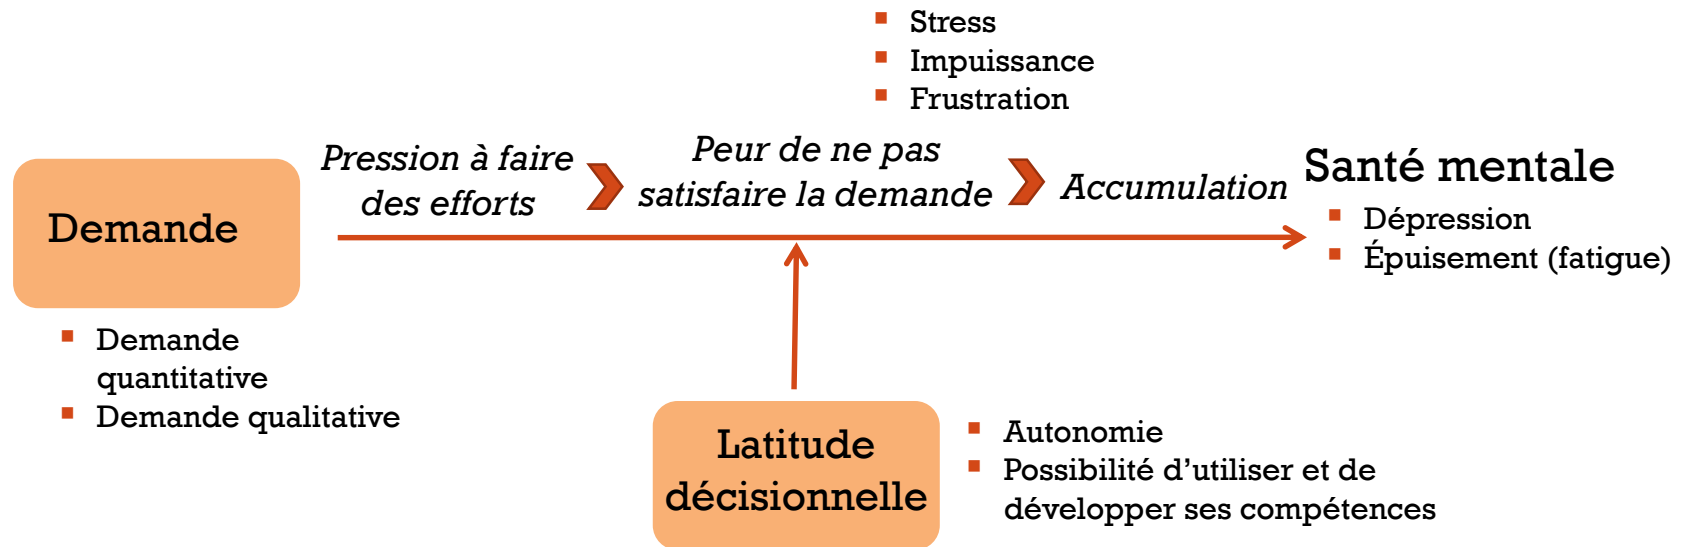 Stress
Impuissance
Frustration
Pression à faire
des efforts
Peur de ne pas
satisfaire la demande
Accumulation
Santé mentale
Dépression
Épuisement (fatigue)
Demande
Demande
quantitative
Demande qualitative
Latitude
décisionnelle
Autonomie
Possibilité d’utiliser et de
développer ses compétences